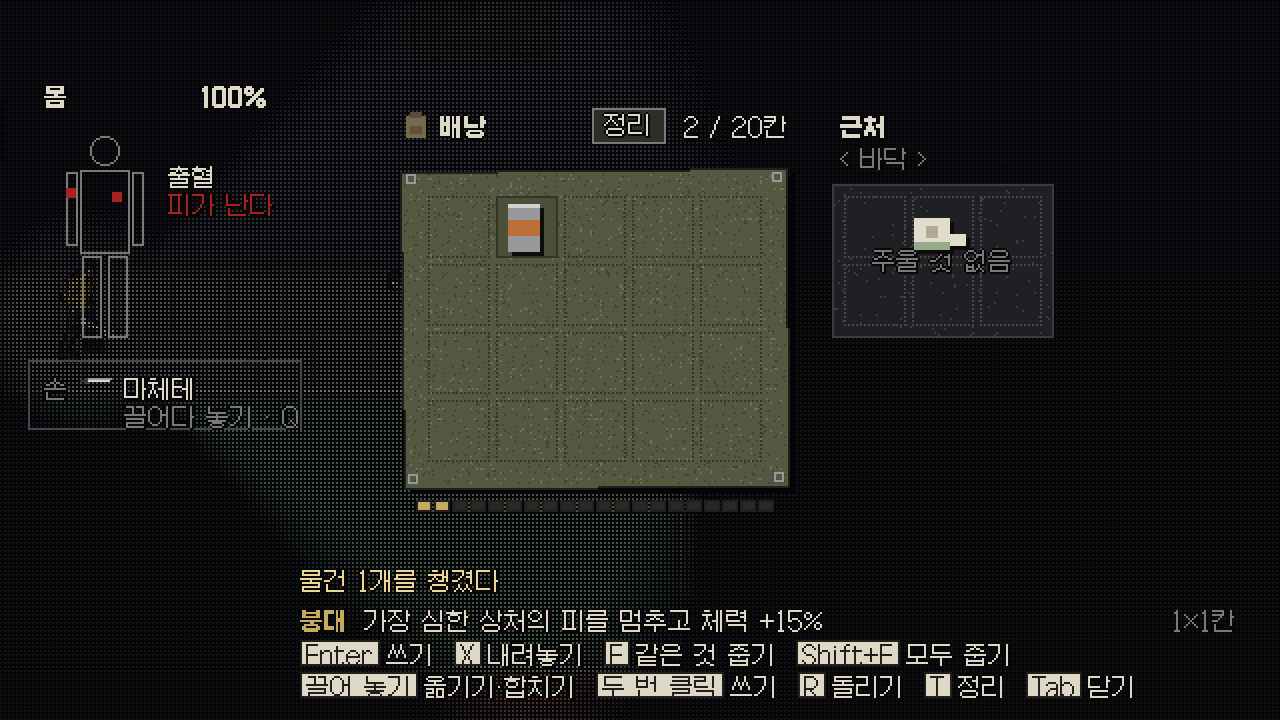 몸 100%
배낭 정리 2 / 20칸
근처
< 바닥 >
출혈
피가 난다
주울 것 없음
손 마체테
끌어다 놓기 · Q
물건 1개를 챙겼다
붕대 가장 심한 상처의 피를 멈추고 체력 +15% 1×1칸
Enter 쓰기 X 내려놓기 F 같은 것 줍기 Shift+F 모두 줍기
끌어 놓기 옮기기·합치기 두 번 클릭 쓰기 R 돌리기 T 정리 Tab 닫기